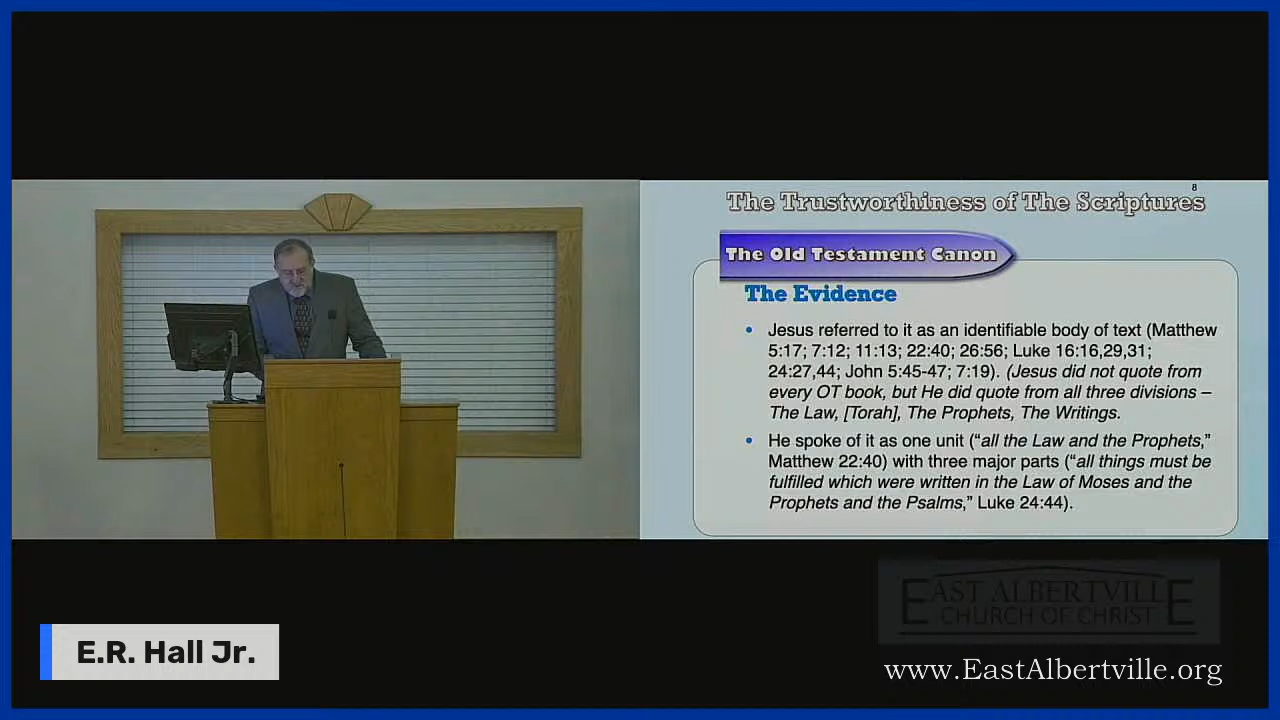 8
The Trustworthiness of The Scriptures
The Old Testament Canon
The Evidence
• Jesus referred to it as an identifiable body of text (Matthew
5:17; 7:12; 11:13; 22:40; 26:56; Luke 16:16,29,31;
24:27,44; John 5:45-47; 7:19). (Jesus did not quote from
every OT book, but He did quote from all three divisions –
The Law, [Torah], The Prophets, The Writings.
• He spoke of it as one unit (“all the Law and the Prophets,”
Matthew 22:40) with three major parts (“all things must be
fulfilled which were written in the Law of Moses and the
Prophets and the Psalms,” Luke 24:44).
EAST ALBERTVILLE
CHURCH OF CHRIST
E.R. Hall Jr.
www.EastAlbertville.org